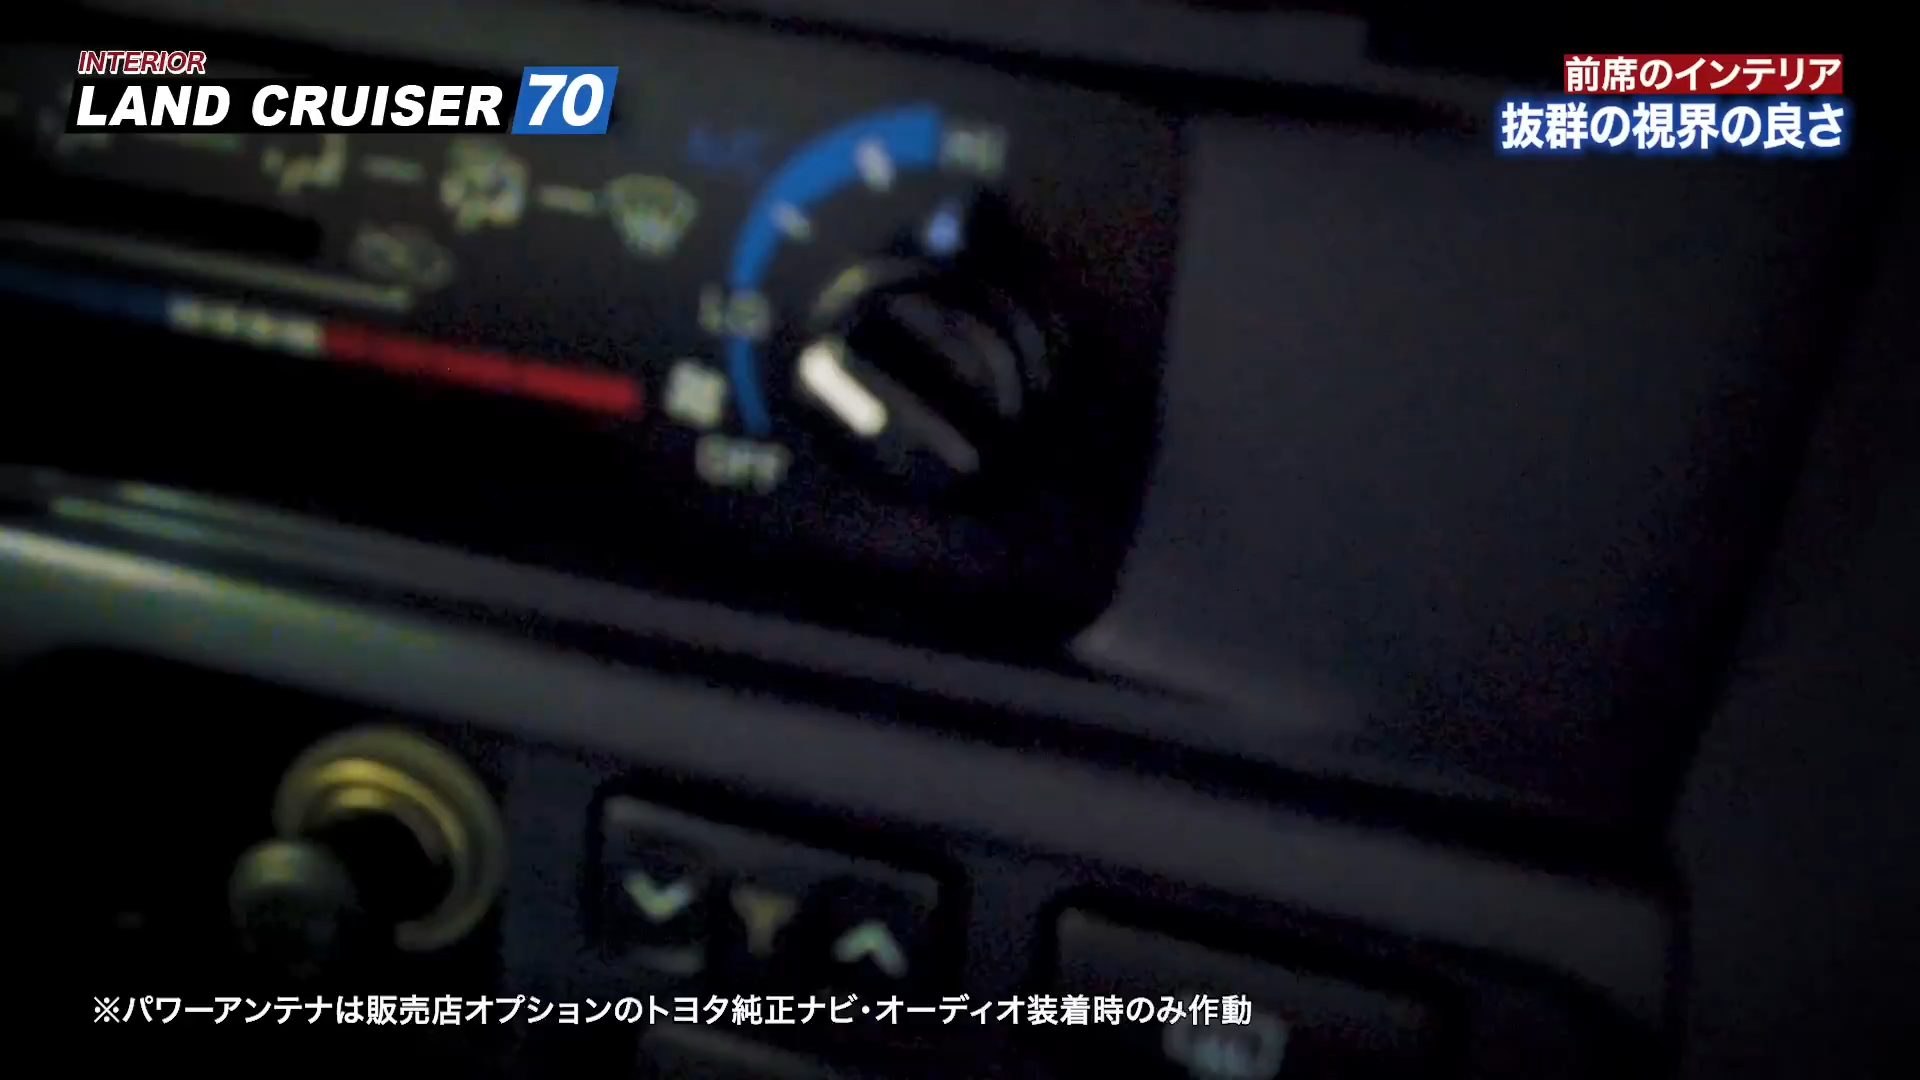 INTERIOR
LAND CRUISER 70
前席のインテリア
抜群の視界の良さ
LO
OFF
※パワーアンテナは販売店オプションのトヨタ純正ナビ・オーディオ装着時のみ作動